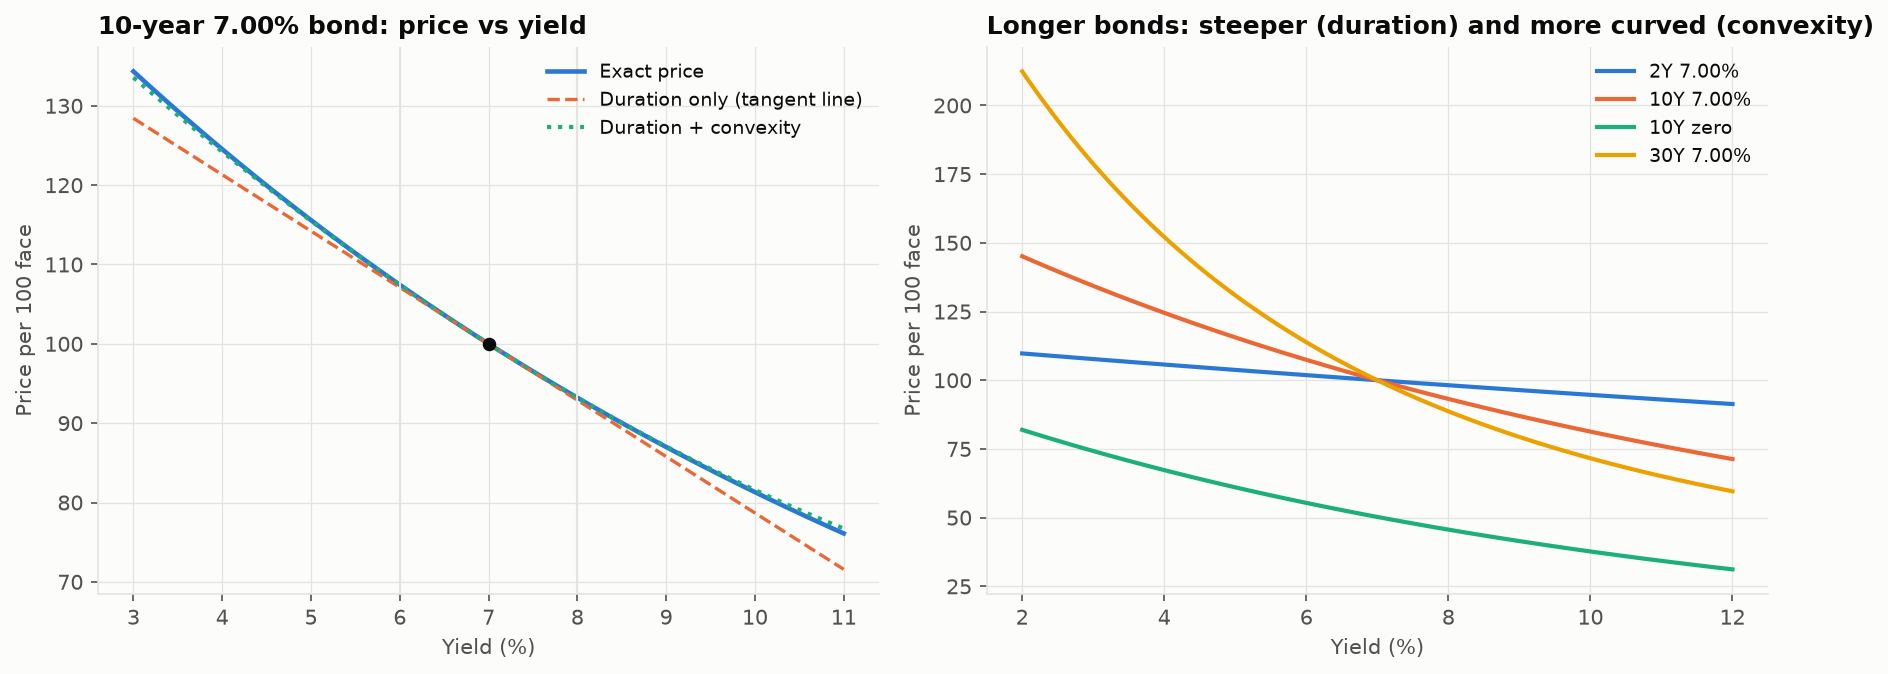 10-year 7.00% bond: price vs yield
Exact price
Duration only (tangent line)
Duration + convexity
Price per 100 face
130
120
110
100
90
80
70
3 4 5 6 7 8 9 10 11
Yield (%)
Longer bonds: steeper (duration) and more curved (convexity)
2Y 7.00%
10Y 7.00%
10Y zero
30Y 7.00%
Price per 100 face
200
175
150
125
100
75
50
25
2 4 6 8 10 12
Yield (%)